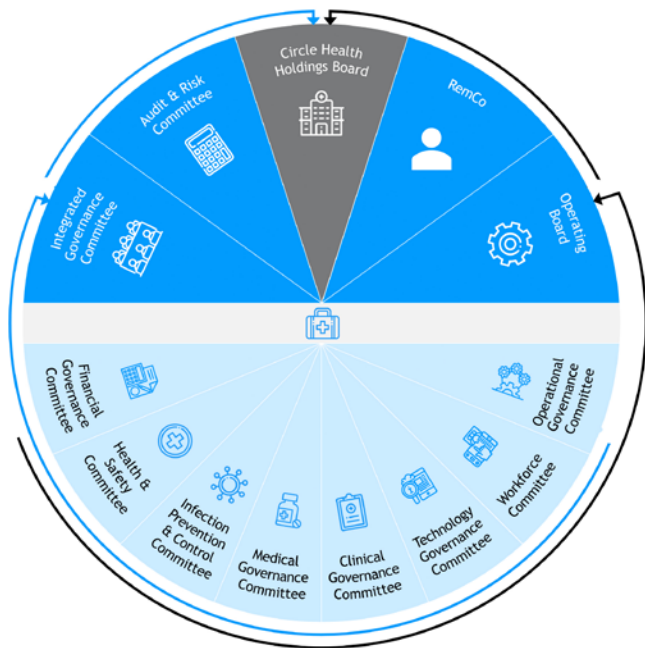 Circle Health
Holdings Board
Audit & Risk
Committee
RemCo
Integrated
Governance
Committee
Operating
Board
Financial
Governance
Committee
Health &
Safety
Committee
Infection
Prevention
& Control
Committee
Medical
Governance
Committee
Clinical
Governance
Committee
Technology
Governance
Committee
Workforce
Committee
Operational
Governance
Committee